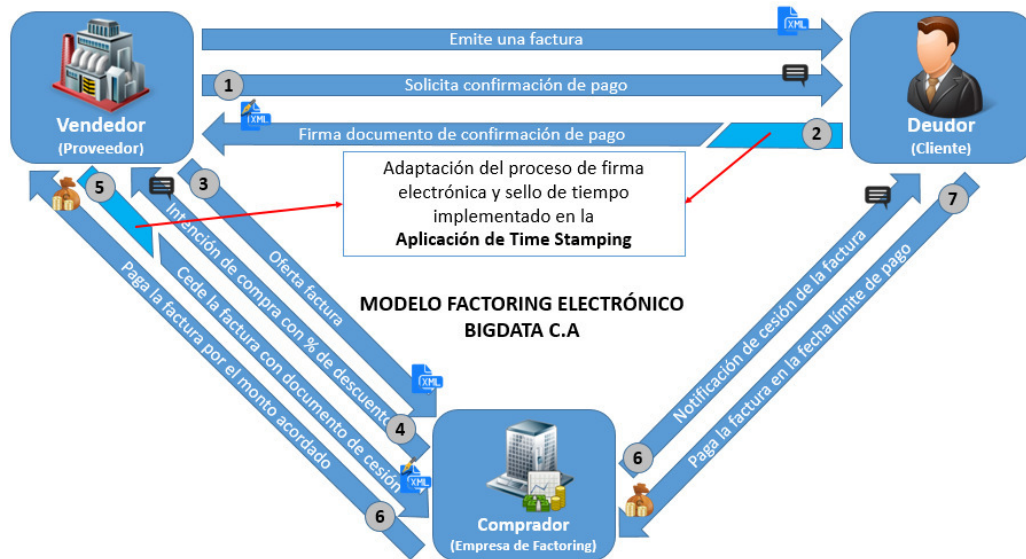 Emite una factura
XML
1
Solicita confirmación de pago
XML
Firma documento de confirmación de pago
2
Vendedor
(Proveedor)
Deudor
(Cliente)
Adaptación del proceso de firma
electrónica y sello de tiempo
implementado en la
Aplicación de Time Stamping
5
3
7
Intención de compra con % de descuento
Oferta factura
Cede la factura con documento de cesión
Paga la factura por el monto acordado
MODELO FACTORING ELECTRÓNICO
BIGDATA C.A
Notificación de cesión de la factura
Paga la factura en la fecha límite de pago
XML
4
XML
6
6
Comprador
(Empresa de Factoring)